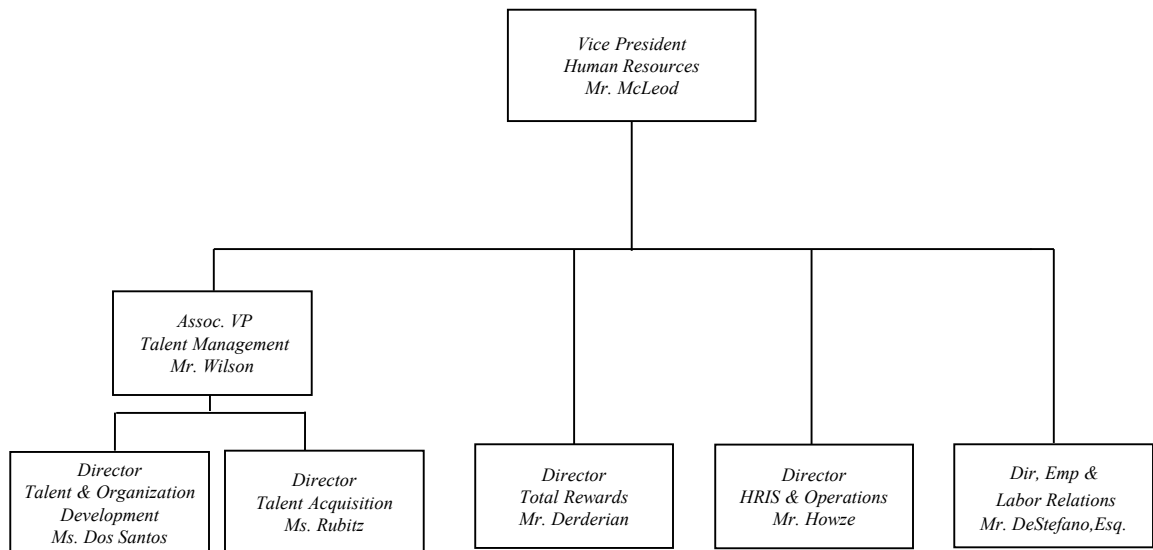 Vice President
Human Resources
Mr. McLeod
Assoc. VP
Talent Management
Mr. Wilson
Director
Talent & Organization
Development
Ms. Dos Santos
Director
Talent Acquisition
Ms. Rubitz
Director
Total Rewards
Mr. Derderian
Director
HRIS & Operations
Mr. Howze
Dir, Emp &
Labor Relations
Mr. DeStefano,Esq.